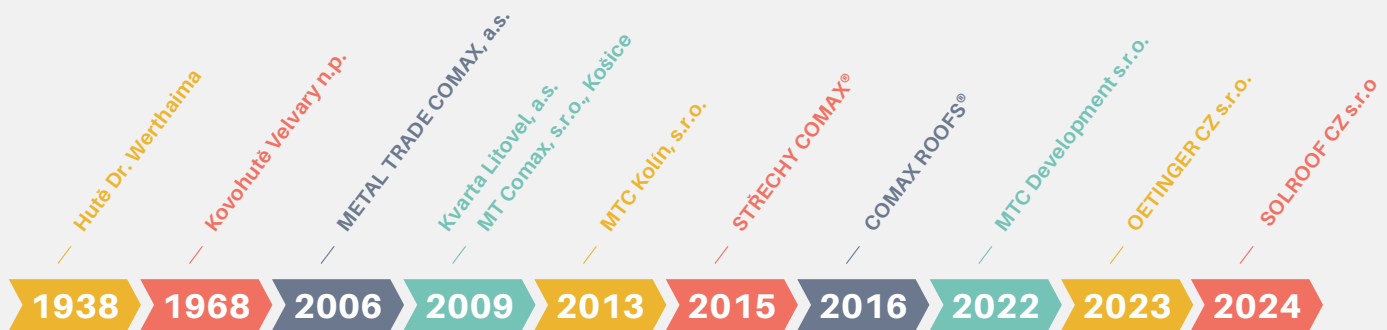 Hutě Dr. Werthaima
Kovohutě Velvary n.p.
METAL TRADE COMAX, a.s.
Kvarta Litovel, a.s.
MT Comax, s.r.o., Košice
MTC Kolín, s.r.o.
STŘECHY COMAX®
COMAX ROOFS®
MTC Development s.r.o.
OETINGER CZ s.r.o.
SOLROOF CZ s.r.o
1938
1968
2006
2009
2013
2015
2016
2022
2023
2024